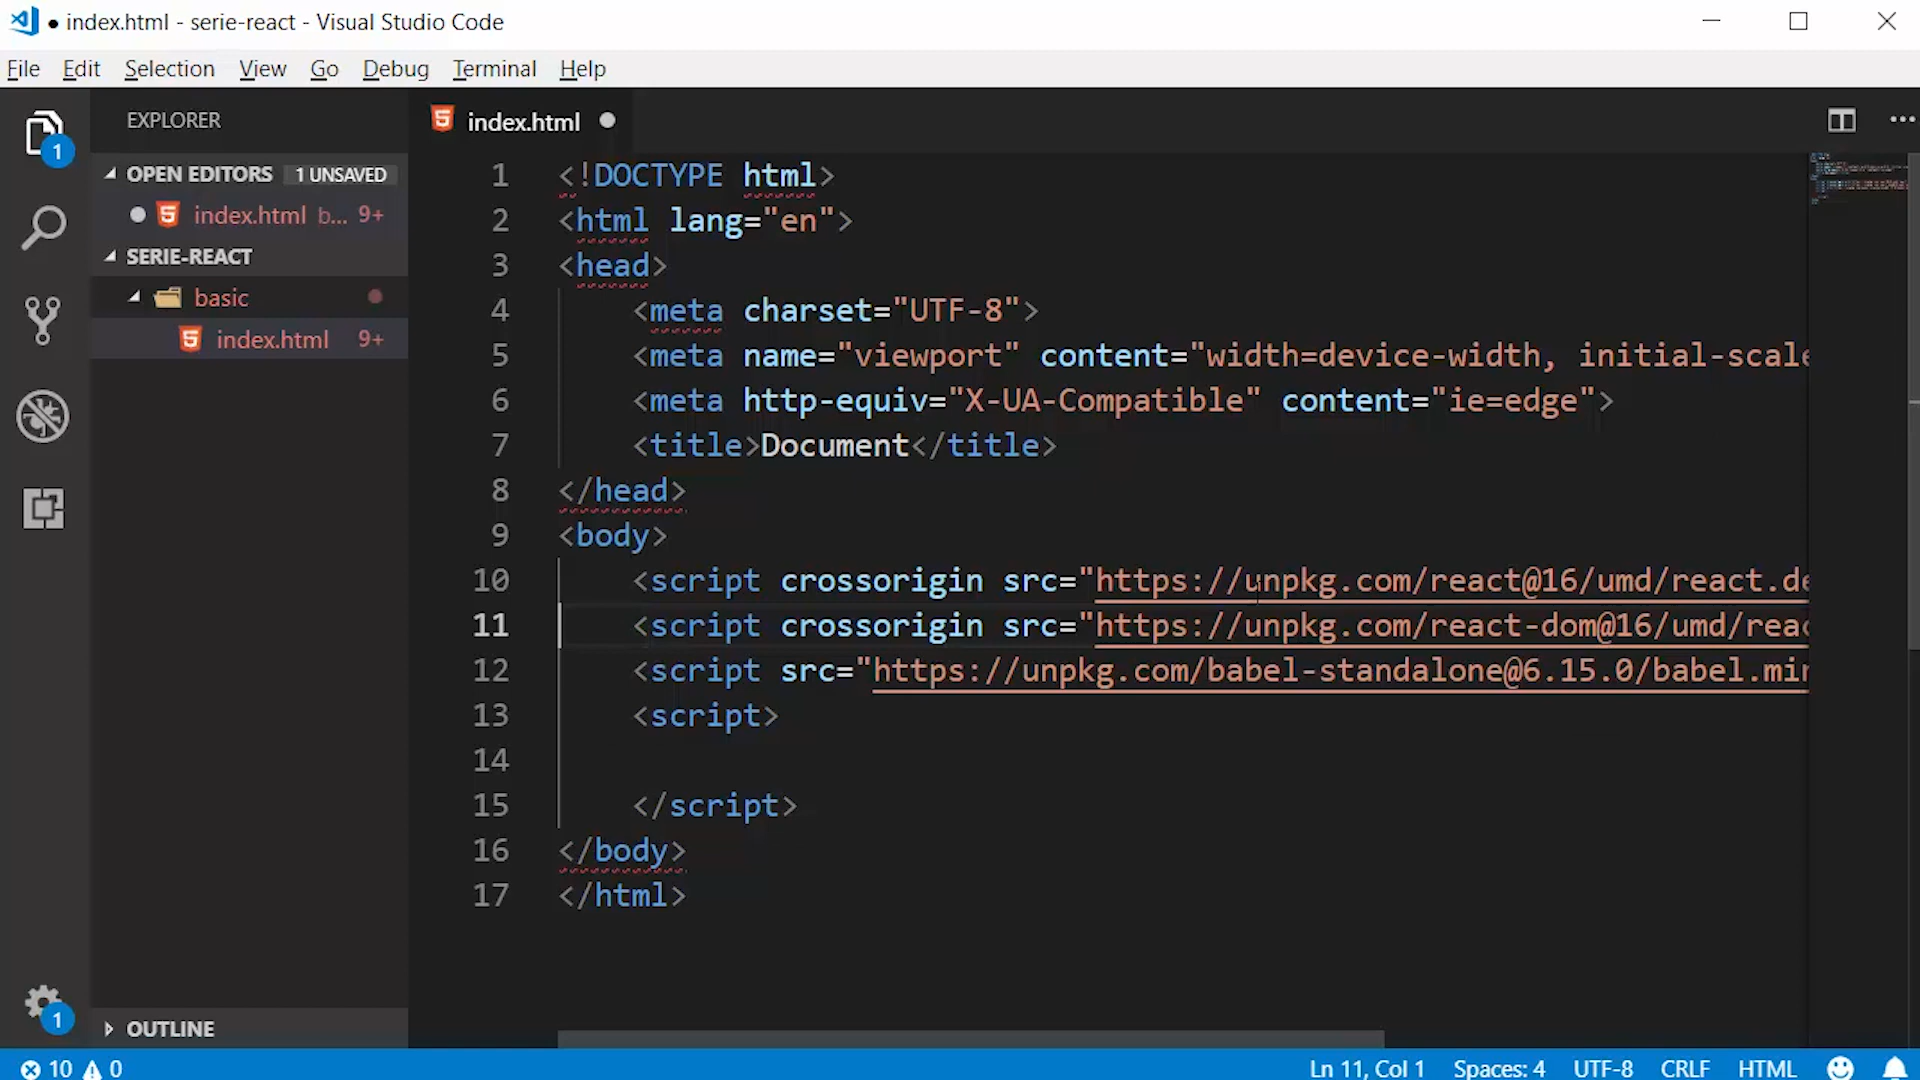 index.html - serie-react - Visual Studio Code
File Edit Selection View Go Debug Terminal Help
EXPLORER
1
OPEN EDITORS 1 UNSAVED
index.html b... 9+
SERIE-REACT
basic
index.html 9+
OUTLINE
1
index.html
1 <!DOCTYPE html>
2 <html lang="en">
3 <head>
4 <meta charset="UTF-8">
5 <meta name="viewport" content="width=device-width, initial-scale
6 <meta http-equiv="X-UA-Compatible" content="ie=edge">
7 <title>Document</title>
8 </head>
9 <body>
10 <script crossorigin src="https://unpkg.com/react@16/umd/react.de
11 <script crossorigin src="https://unpkg.com/react-dom@16/umd/reac
12 <script src="https://unpkg.com/babel-standalone@6.15.0/babel.min
13 <script>
14
15 </script>
16 </body>
17 </html>
10 0 Ln 11, Col 1 Spaces: 4 UTF-8 CRLF HTML